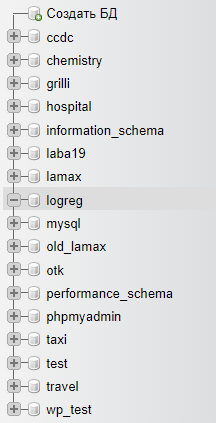 Создать БД
ccdc
chemistry
grilli
hospital
information_schema
laba19
lamax
logreg
mysql
old_lamax
otk
performance_schema
phpmyadmin
taxi
test
travel
wp_test